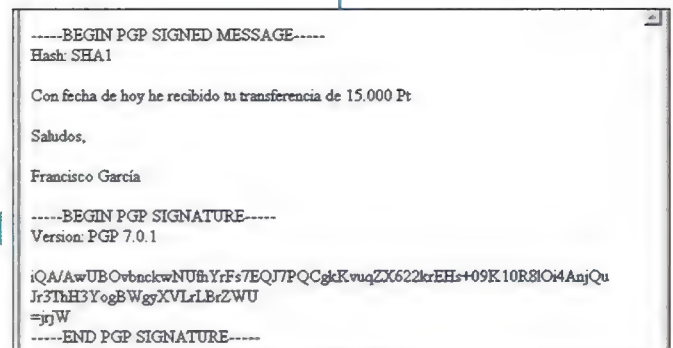 -----BEGIN PGP SIGNED MESSAGE-----
Hash: SHA1
Con fecha de hoy he recibido tu transferencia de 15.000 Pt
Saludos,
Francisco García
-----BEGIN PGP SIGNATURE-----
Version: PGP 7.0.1
iQA/AwUBOvbnckwNUfhYrFs7EQJ7PQCgkKvuqZX622krEHs+09K10R8lOi4AnjQu
Jr3ThH3YogBWgyXVLrLBrZWU
=jrjW
-----END PGP SIGNATURE-----